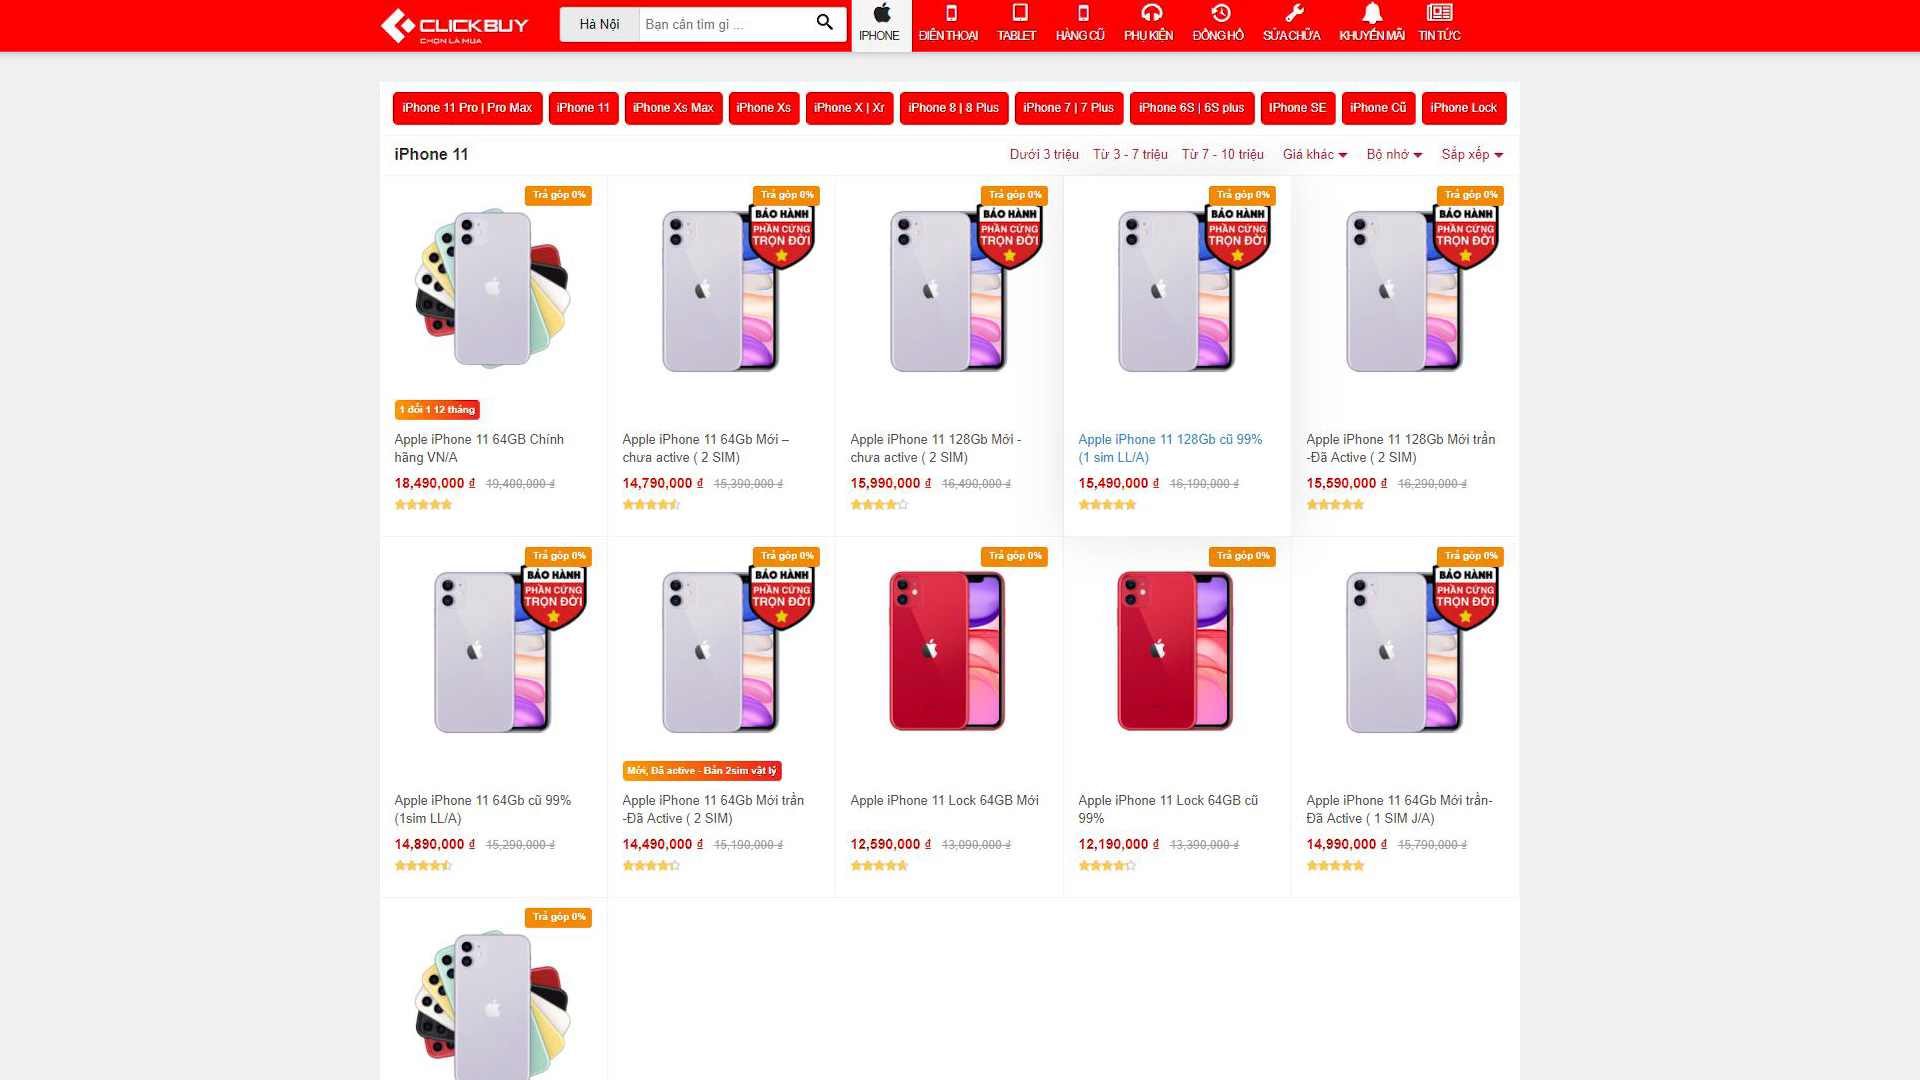 CLICKBUY
CHỌN LÀ MUA
Hà Nội
Bạn cần tìm gì ...
IPHONE
ĐIỆN THOẠI
TABLET
HÀNG CŨ
PHỤ KIỆN
ĐỒNG HỒ
SỬA CHỮA
KHUYẾN MÃI
TIN TỨC
iPhone 11 Pro | Pro Max
iPhone 11
iPhone Xs Max
iPhone Xs
iPhone X | Xr
iPhone 8 | 8 Plus
iPhone 7 | 7 Plus
iPhone 6S | 6S plus
IPhone SE
iPhone Cũ
iPhone Lock
iPhone 11
Dưới 3 triệu
Từ 3 - 7 triệu
Từ 7 - 10 triệu
Giá khác
Bộ nhớ
Sắp xếp
Trả góp 0%
1 đổi 1 12 tháng
Apple iPhone 11 64GB Chính
hãng VN/A
18,490,000 ₫ 19,400,000 ₫
Trả góp 0%
BẢO HÀNH
PHẦN CỨNG
TRỌN ĐỜI
Apple iPhone 11 64Gb Mới –
chưa active ( 2 SIM)
14,790,000 ₫ 15,390,000 ₫
Trả góp 0%
BẢO HÀNH
PHẦN CỨNG
TRỌN ĐỜI
Apple iPhone 11 128Gb Mới -
chưa active ( 2 SIM)
15,990,000 ₫ 16,490,000 ₫
Trả góp 0%
BẢO HÀNH
PHẦN CỨNG
TRỌN ĐỜI
Apple iPhone 11 128Gb cũ 99%
(1 sim LL/A)
15,490,000 ₫ 16,190,000 ₫
Trả góp 0%
BẢO HÀNH
PHẦN CỨNG
TRỌN ĐỜI
Apple iPhone 11 128Gb Mới trần
-Đã Active ( 2 SIM)
15,590,000 ₫ 16,290,000 ₫
Trả góp 0%
BẢO HÀNH
PHẦN CỨNG
TRỌN ĐỜI
Apple iPhone 11 64Gb cũ 99%
(1sim LL/A)
14,890,000 ₫ 15,290,000 ₫
Trả góp 0%
BẢO HÀNH
PHẦN CỨNG
TRỌN ĐỜI
Mới, Đã active - Bản 2sim vật lý
Apple iPhone 11 64Gb Mới trần
-Đã Active ( 2 SIM)
14,490,000 ₫ 15,190,000 ₫
Trả góp 0%
Apple iPhone 11 Lock 64GB Mới
12,590,000 ₫ 13,090,000 ₫
Trả góp 0%
Apple iPhone 11 Lock 64GB cũ
99%
12,190,000 ₫ 13,390,000 ₫
Trả góp 0%
BẢO HÀNH
PHẦN CỨNG
TRỌN ĐỜI
Apple iPhone 11 64Gb Mới trần-
Đã Active ( 1 SIM J/A)
14,990,000 ₫ 15,790,000 ₫
Trả góp 0%